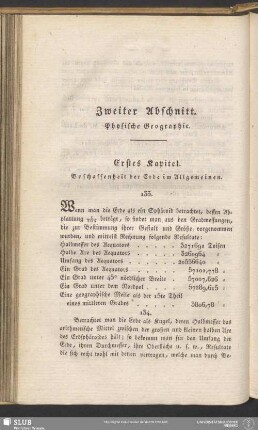 Zweiter Abschnitt.
Physische Geographie.
Erstes Kapitel.
Beschaffenheit der Erde im Allgemeinen.
133.
Wenn man die Erde als ein Sphäroid betrachtet, dessen Ab-
plattung beträgt, so findet man aus den Gradmessungen,
die zur Bestimmung ihrer Gestalt und Größe vorgenommen
wurden, und mittelst Rechnung folgende Resultate:
Halbmesser des Aequators . . . . Toisen
Halbe Axe des Aequators . . . .
Umfang des Aequators . . . .
Ein Grad des Aequators . . . .
Ein Grad unter 45° nördlicher Breite .
Ein Grad unter dem Nordpol . . .
Eine geographische Meile als der 15te Theil
eines mittleren Grades . . . .
134.
Betrachtet man die Erde als Kugel, deren Halbmesser das
arithmetische Mittel zwischen der großen und kleinen halben Axe
des Erdsphäroides hält; so bekommt man für den Umfang der
Erde, ihren Durchmesser, ihre Oberfläche u. s. w., Resultate
die sich recht wohl mit denen vertragen, welche man durch
SLUB